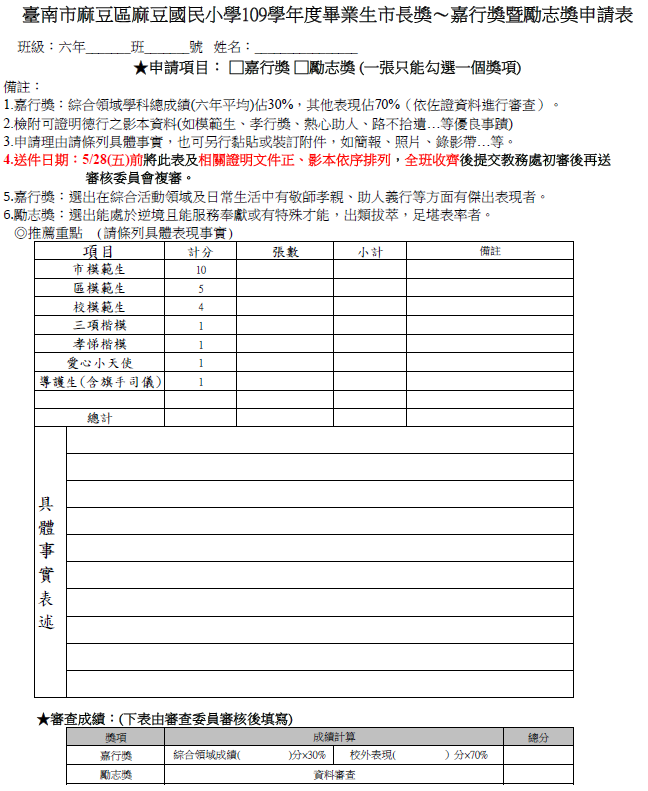 臺南市麻豆區麻豆國民小學109學年度畢業生市長獎～嘉行獎暨勵志獎申請表
班級：六年______班______號 姓名：______________
★申請項目： □嘉行獎 □勵志獎 (一張只能勾選一個獎項)
備註：
1.嘉行獎：綜合領域學科總成績(六年平均)佔30%，其他表現佔70%（依佐證資料進行審查）。
2.檢附可證明德行之影本資料(如模範生、孝行獎、熱心助人、路不拾遺…等優良事蹟)
3.申請理由請條列具體事實，也可另行黏貼或裝訂附件，如簡報、照片、錄影帶…等。
4.送件日期：5/28(五)前將此表及相關證明文件正、影本依序排列，全班收齊後提交教務處初審後再送
審核委員會複審。
5.嘉行獎：選出在綜合活動領域及日常生活中有敬師孝親、助人義行等方面有傑出表現者。
6.勵志獎：選出能處於逆境且能服務奉獻或有特殊才能，出類拔萃，足堪表率者。
◎推薦重點 （請條列具體表現事實）
項目 計分 張數 小計 備註
市模範生 10
區模範生 5
校模範生 4
三項楷模 1
孝悌楷模 1
愛心小天使 1
導護生(含旗手司儀) 1
總計
具體事實表述
★審查成績：(下表由審查委員審核後填寫)
獎項 成績計算 總分
嘉行獎 綜合領域成績( )分×30% 校外表現( ）分×70%
勵志獎 資料審查